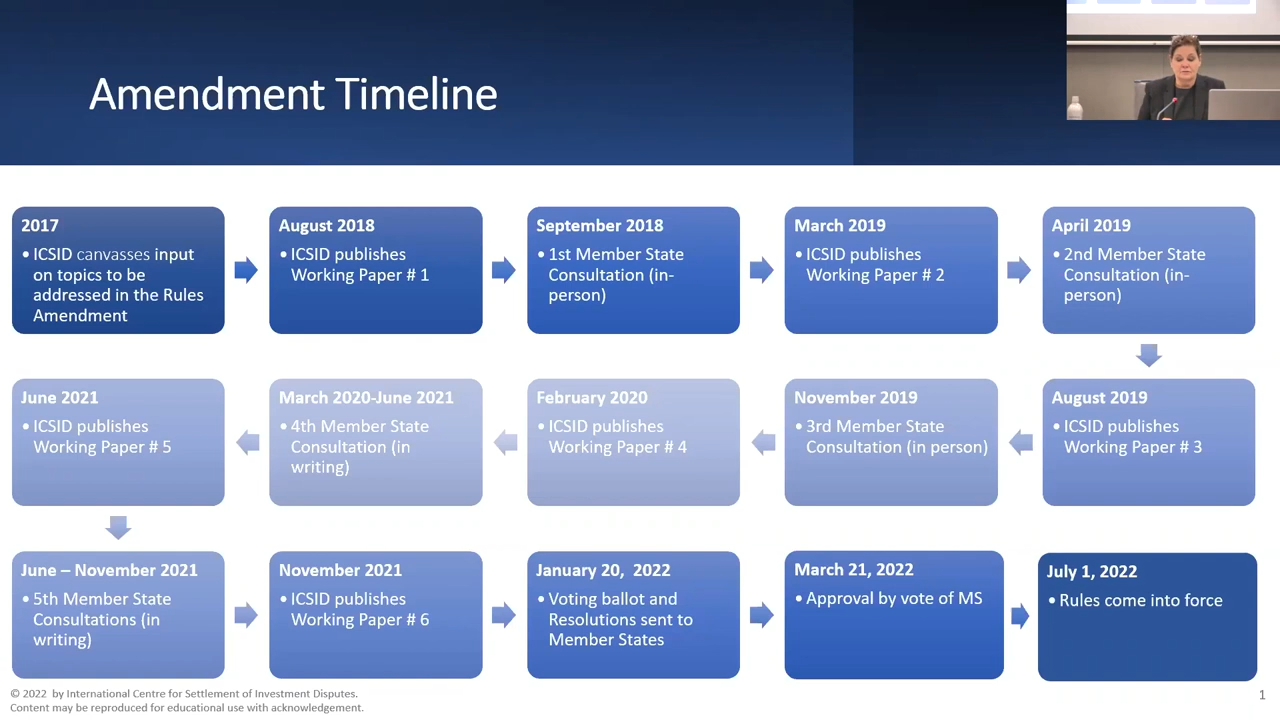 Amendment Timeline
2017
• ICSID canvasses input
on topics to be
addressed in the Rules
Amendment
August 2018
• ICSID publishes
Working Paper # 1
September 2018
• 1st Member State
Consultation (in-
person)
March 2019
• ICSID publishes
Working Paper # 2
April 2019
• 2nd Member State
Consultation (in-
person)
August 2019
• ICSID publishes
Working Paper # 3
November 2019
• 3rd Member State
Consultation (in person)
February 2020
• ICSID publishes
Working Paper # 4
March 2020-June 2021
• 4th Member State
Consultation (in
writing)
June 2021
• ICSID publishes
Working Paper # 5
June – November 2021
• 5th Member State
Consultations (in
writing)
November 2021
• ICSID publishes
Working Paper # 6
January 20, 2022
• Voting ballot and
Resolutions sent to
Member States
March 21, 2022
• Approval by vote of MS
July 1, 2022
• Rules come into force
© 2022 by International Centre for Settlement of Investment Disputes.
Content may be reproduced for educational use with acknowledgement.
1